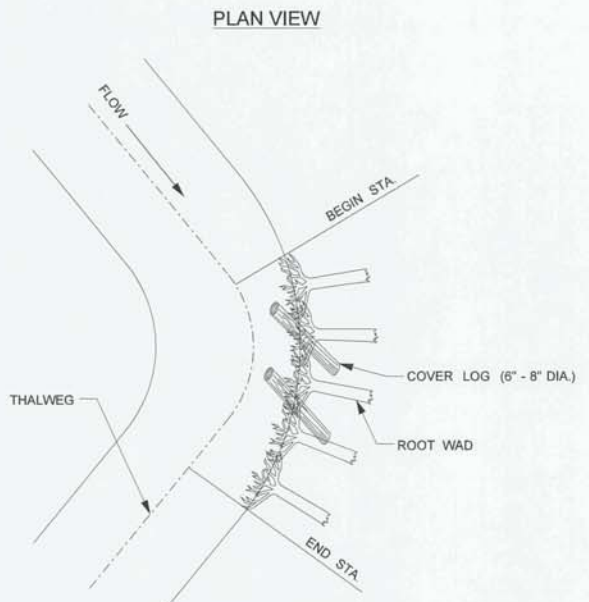 PLAN VIEW
FLOW
BEGIN STA.
COVER LOG (6" - 8" DIA.)
THALWEG
ROOT WAD
END STA.